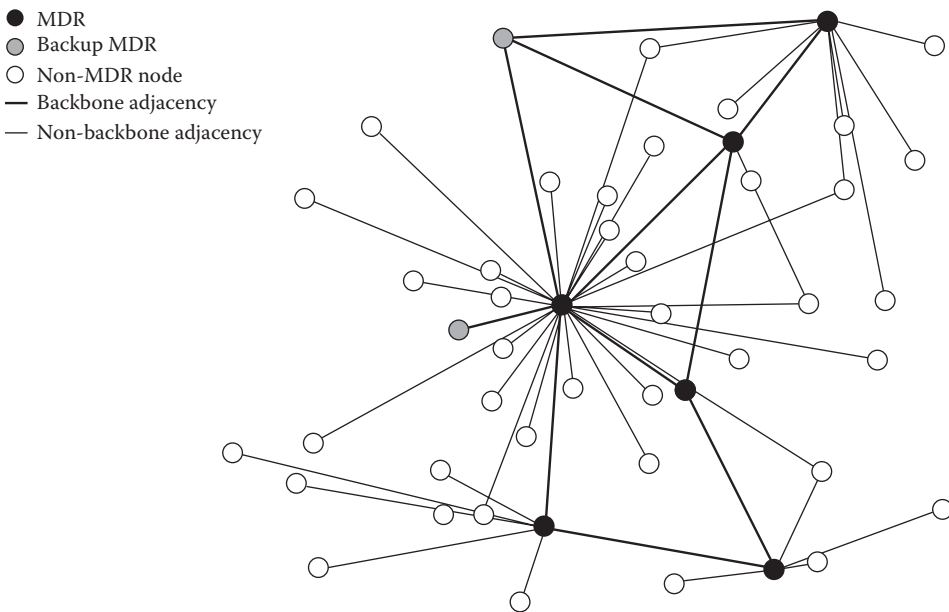 MDR
Backup MDR
Non-MDR node
Backbone adjacency
Non-backbone adjacency